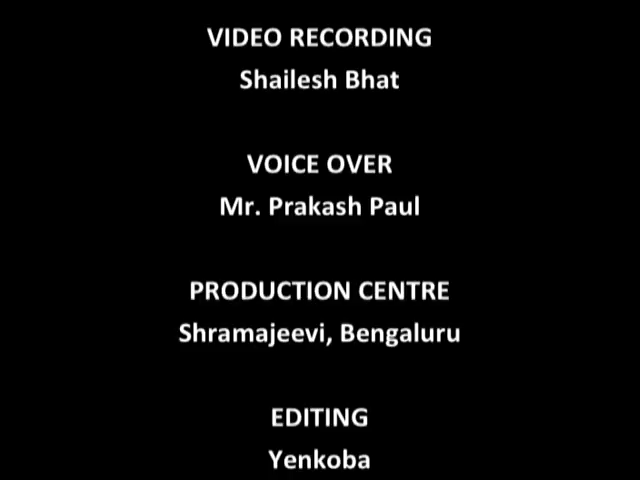 VIDEO RECORDING
Shailesh Bhat
VOICE OVER
Mr. Prakash Paul
PRODUCTION CENTRE
Shramajeevi, Bengaluru
EDITING
Yenkoba